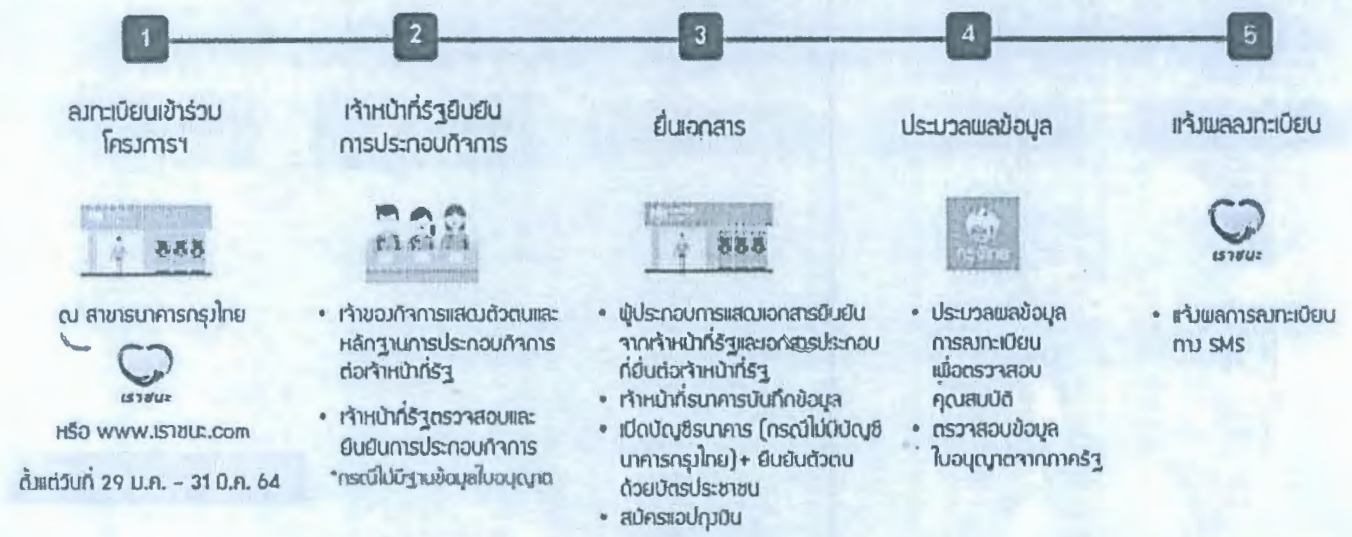 1
ลงทะเบียนเข้าร่วม
โครงการฯ
ณ สาขาธนาคารกรุงไทย
เราชนะ
หรือ www.เราชนะ.com
ตั้งแต่วันที่ 29 ม.ค. - 31 มี.ค. 64
2
เจ้าหน้าที่รัฐยืนยัน
การประกอบกิจการ
• เจ้าของกิจการแสดงตัวตนและ
หลักฐานการประกอบกิจการ
ต่อเจ้าหน้าที่รัฐ
• เจ้าหน้าที่รัฐตรวจสอบและ
ยืนยันการประกอบกิจการ
*กรณีไม่มีฐานข้อมูลใบอนุญาต
3
ยื่นเอกสาร
• ผู้ประกอบการแสดงเอกสารยืนยัน
จากเจ้าหน้าที่รัฐและเอกสารประกอบ
ที่ยื่นต่อเจ้าหน้าที่รัฐ
• เจ้าหน้าที่ธนาคารบันทึกข้อมูล
• เปิดบัญชีธนาคาร (กรณีไม่มีบัญชี
นาคารกรุงไทย)+ ยืนยันตัวตน
ด้วยบัตรประชาชน
• สมัครแอปถุงเงิน
4
ประมวลผลข้อมูล
กรุงไทย
• ประมวลผลข้อมูล
การลงทะเบียน
เพื่อตรวจสอบ
คุณสมบัติ
• ตรวจสอบข้อมูล
ใบอนุญาตจากภาครัฐ
5
แจ้งผลลงทะเบียน
เราชนะ
• แจ้งผลการลงทะเบียน
ทาง SMS